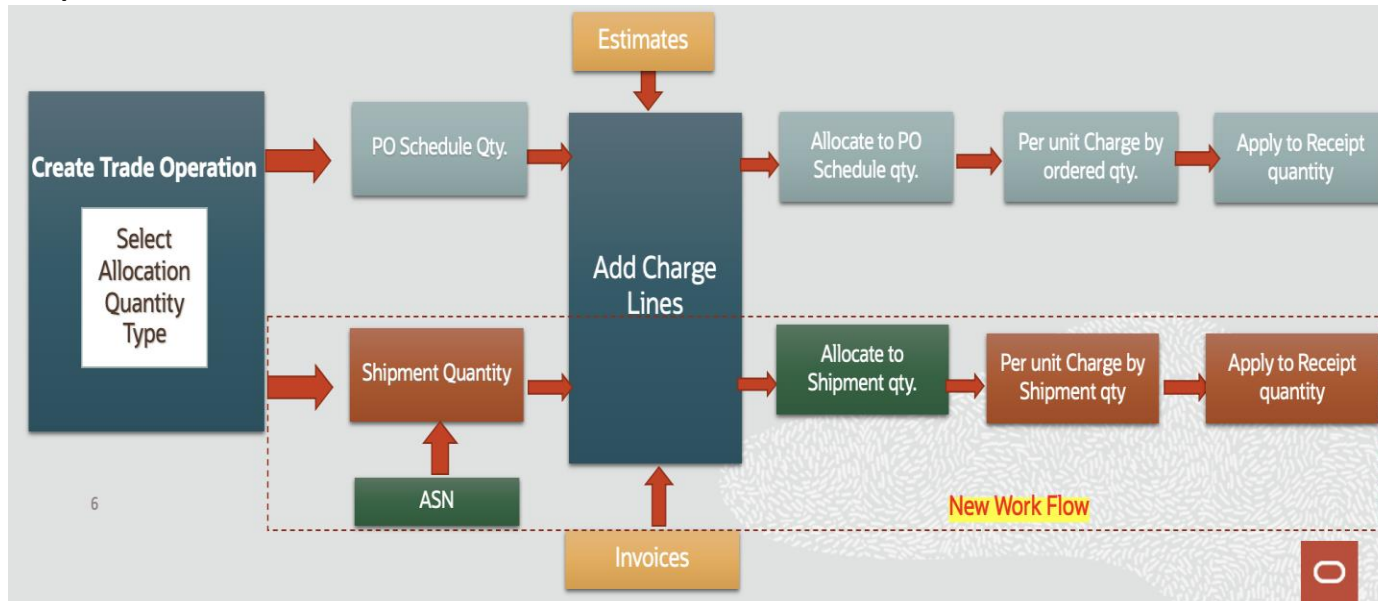 Estimates
Create Trade Operation
Select
Allocation
Quantity
Type
PO Schedule Qty.
Add Charge
Lines
Allocate to PO
Schedule qty.
Per unit Charge by
ordered qty.
Apply to Receipt
quantity
Shipment Quantity
Allocate to
Shipment qty.
Per unit Charge by
Shipment qty
Apply to Receipt
quantity
ASN
New Work Flow
Invoices
6